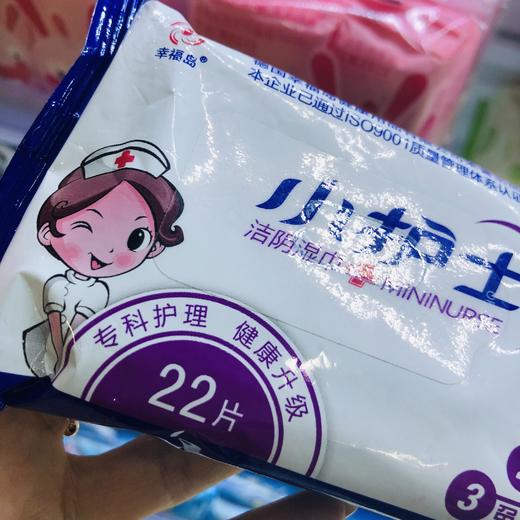 幸福岛®
本企业已通过ISO9001质量管理体系认证
小护士
洁阴湿巾 MININURSE
专科护理 健康升级
22片
3